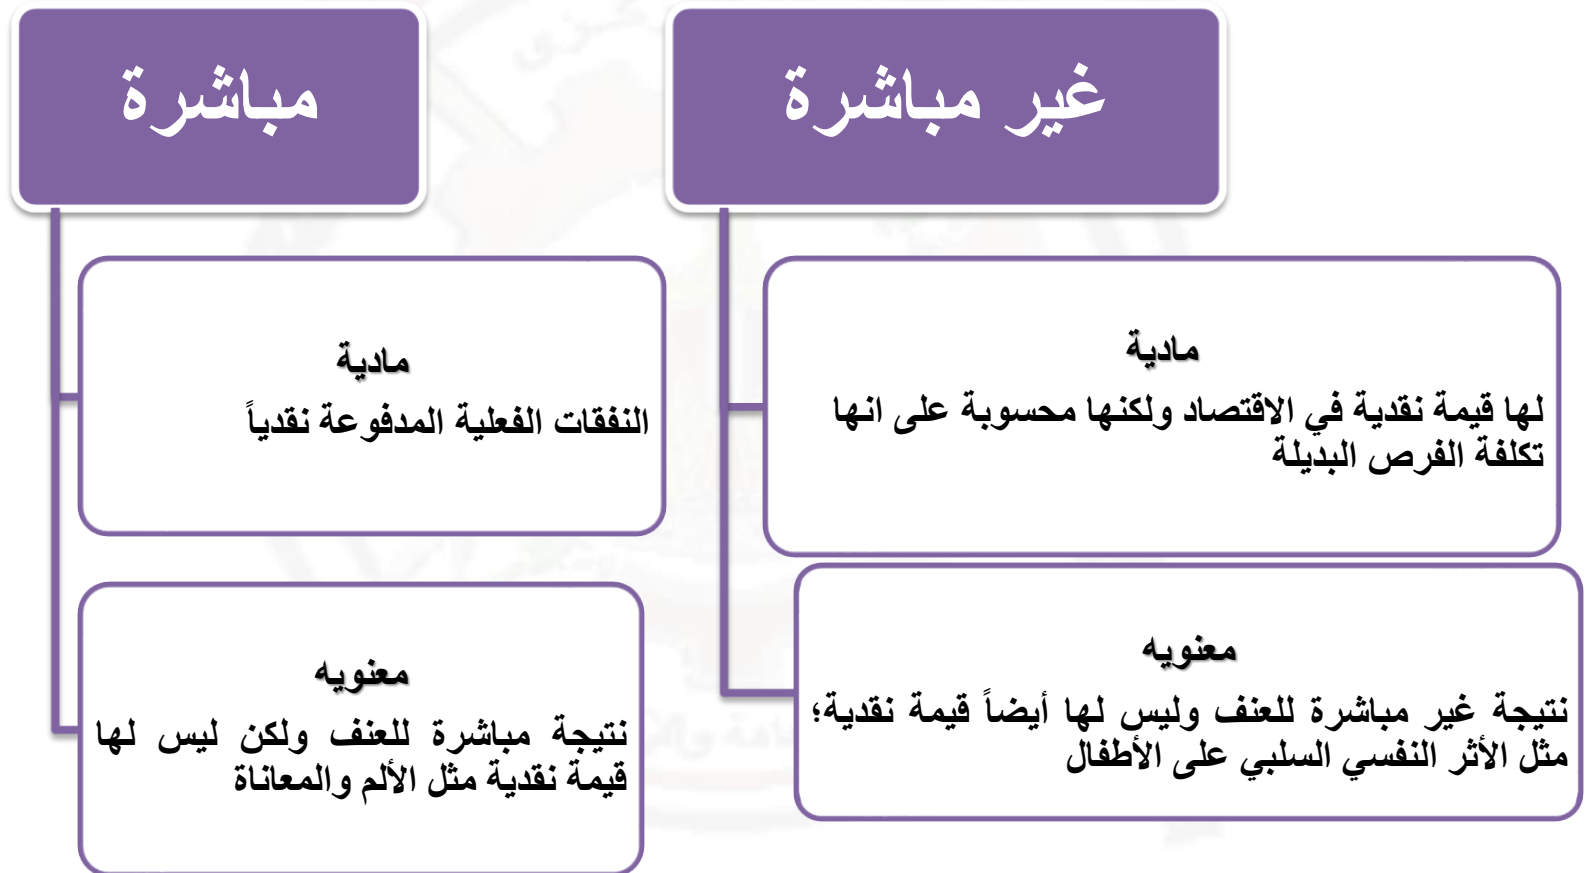 غير مباشرة
مادية
لها قيمة نقدية في الاقتصاد ولكنها محسوبة على انها
تكلفة الفرص البديلة
معنويه
نتيجة غير مباشرة للعنف وليس لها أيضاً قيمة نقدية؛
مثل الأثر النفسي السلبي على الأطفال
مباشرة
مادية
النفقات الفعلية المدفوعة نقدياً
معنويه
نتيجة مباشرة للعنف ولكن ليس لها
قيمة نقدية مثل الألم والمعاناة